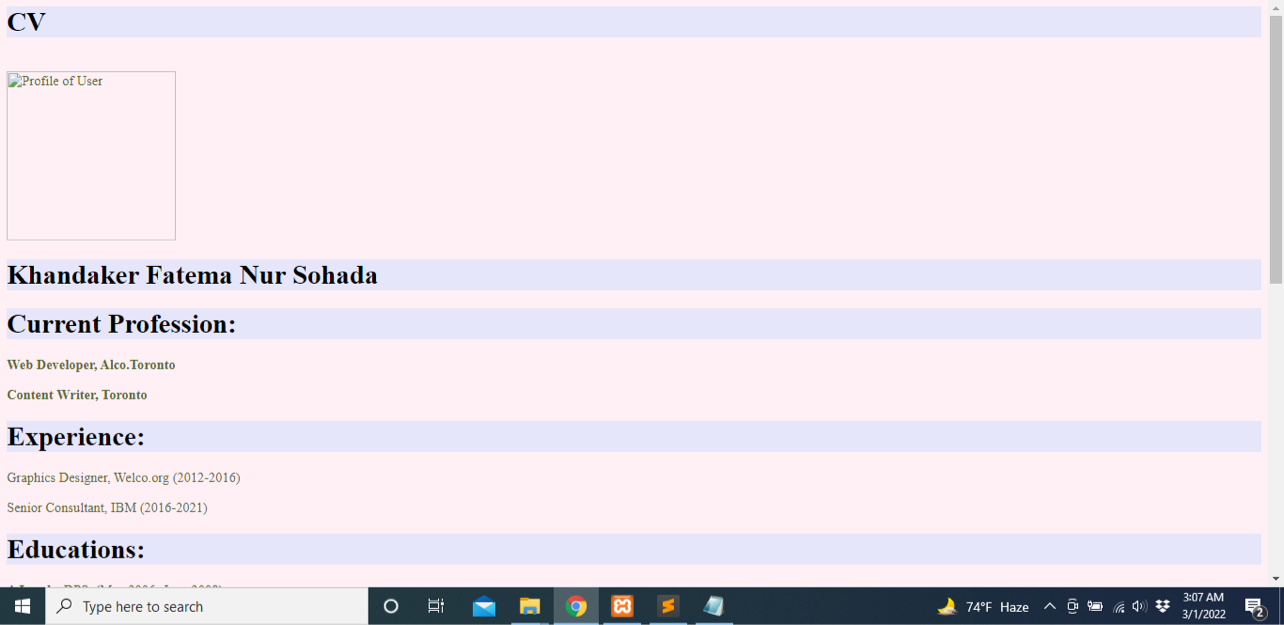 CV
Profile of User
Khandaker Fatema Nur Sohada
Current Profession:
Web Developer, Alco.Toronto
Content Writer, Toronto
Experience:
Graphics Designer, Welco.org (2012-2016)
Senior Consultant, IBM (2016-2021)
Educations:
Type here to search
74°F Haze
3:07 AM
3/1/2022
2